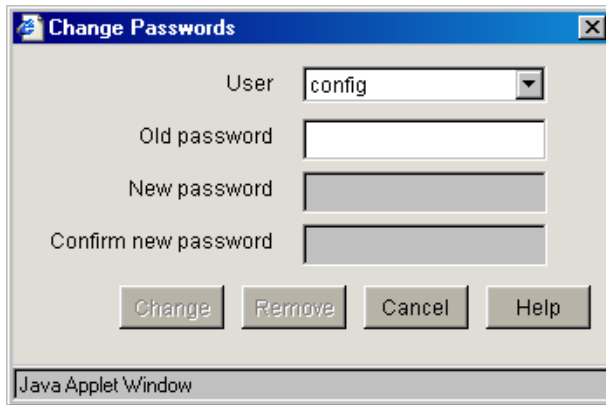 Change Passwords
User config
Old password
New password
Confirm new password
Change Remove Cancel Help
Java Applet Window